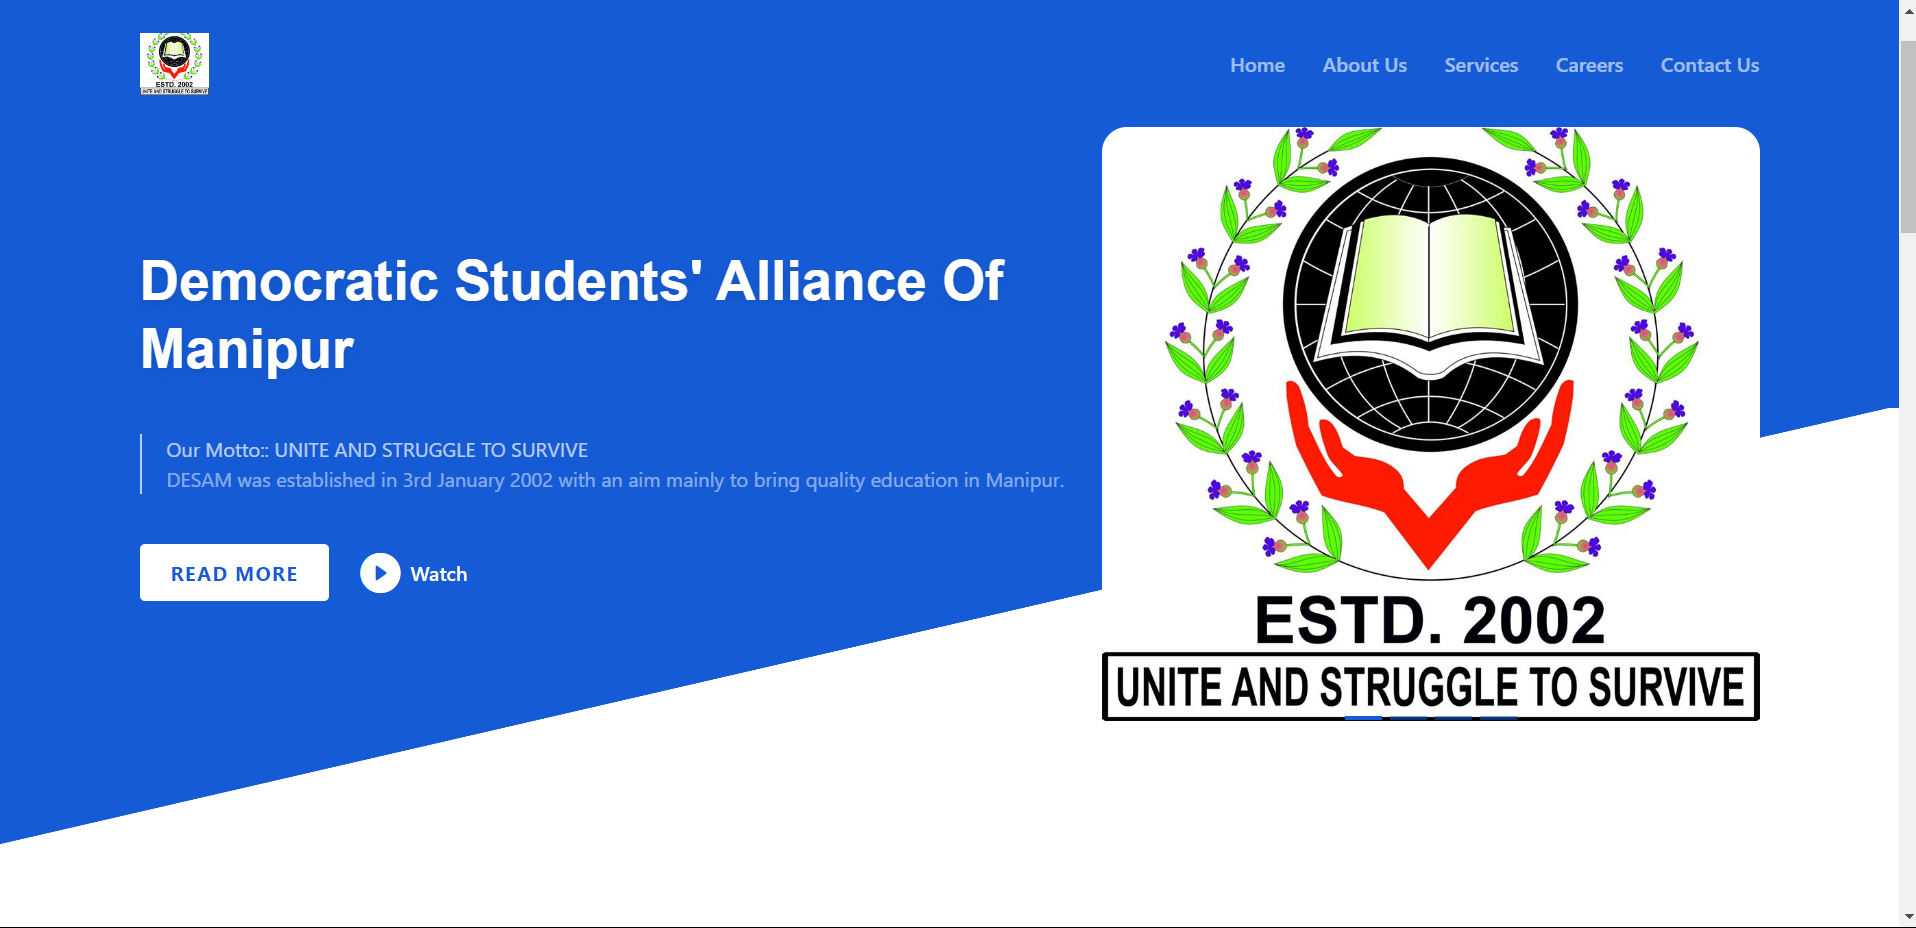 ESTD. 2002
UNITE AND STRUGGLE TO SURVIVE
Home About Us Services Careers Contact Us
Democratic Students' Alliance Of
Manipur
Our Motto:: UNITE AND STRUGGLE TO SURVIVE
DESAM was established in 3rd January 2002 with an aim mainly to bring quality education in Manipur.
READ MORE
Watch
ESTD. 2002
UNITE AND STRUGGLE TO SURVIVE